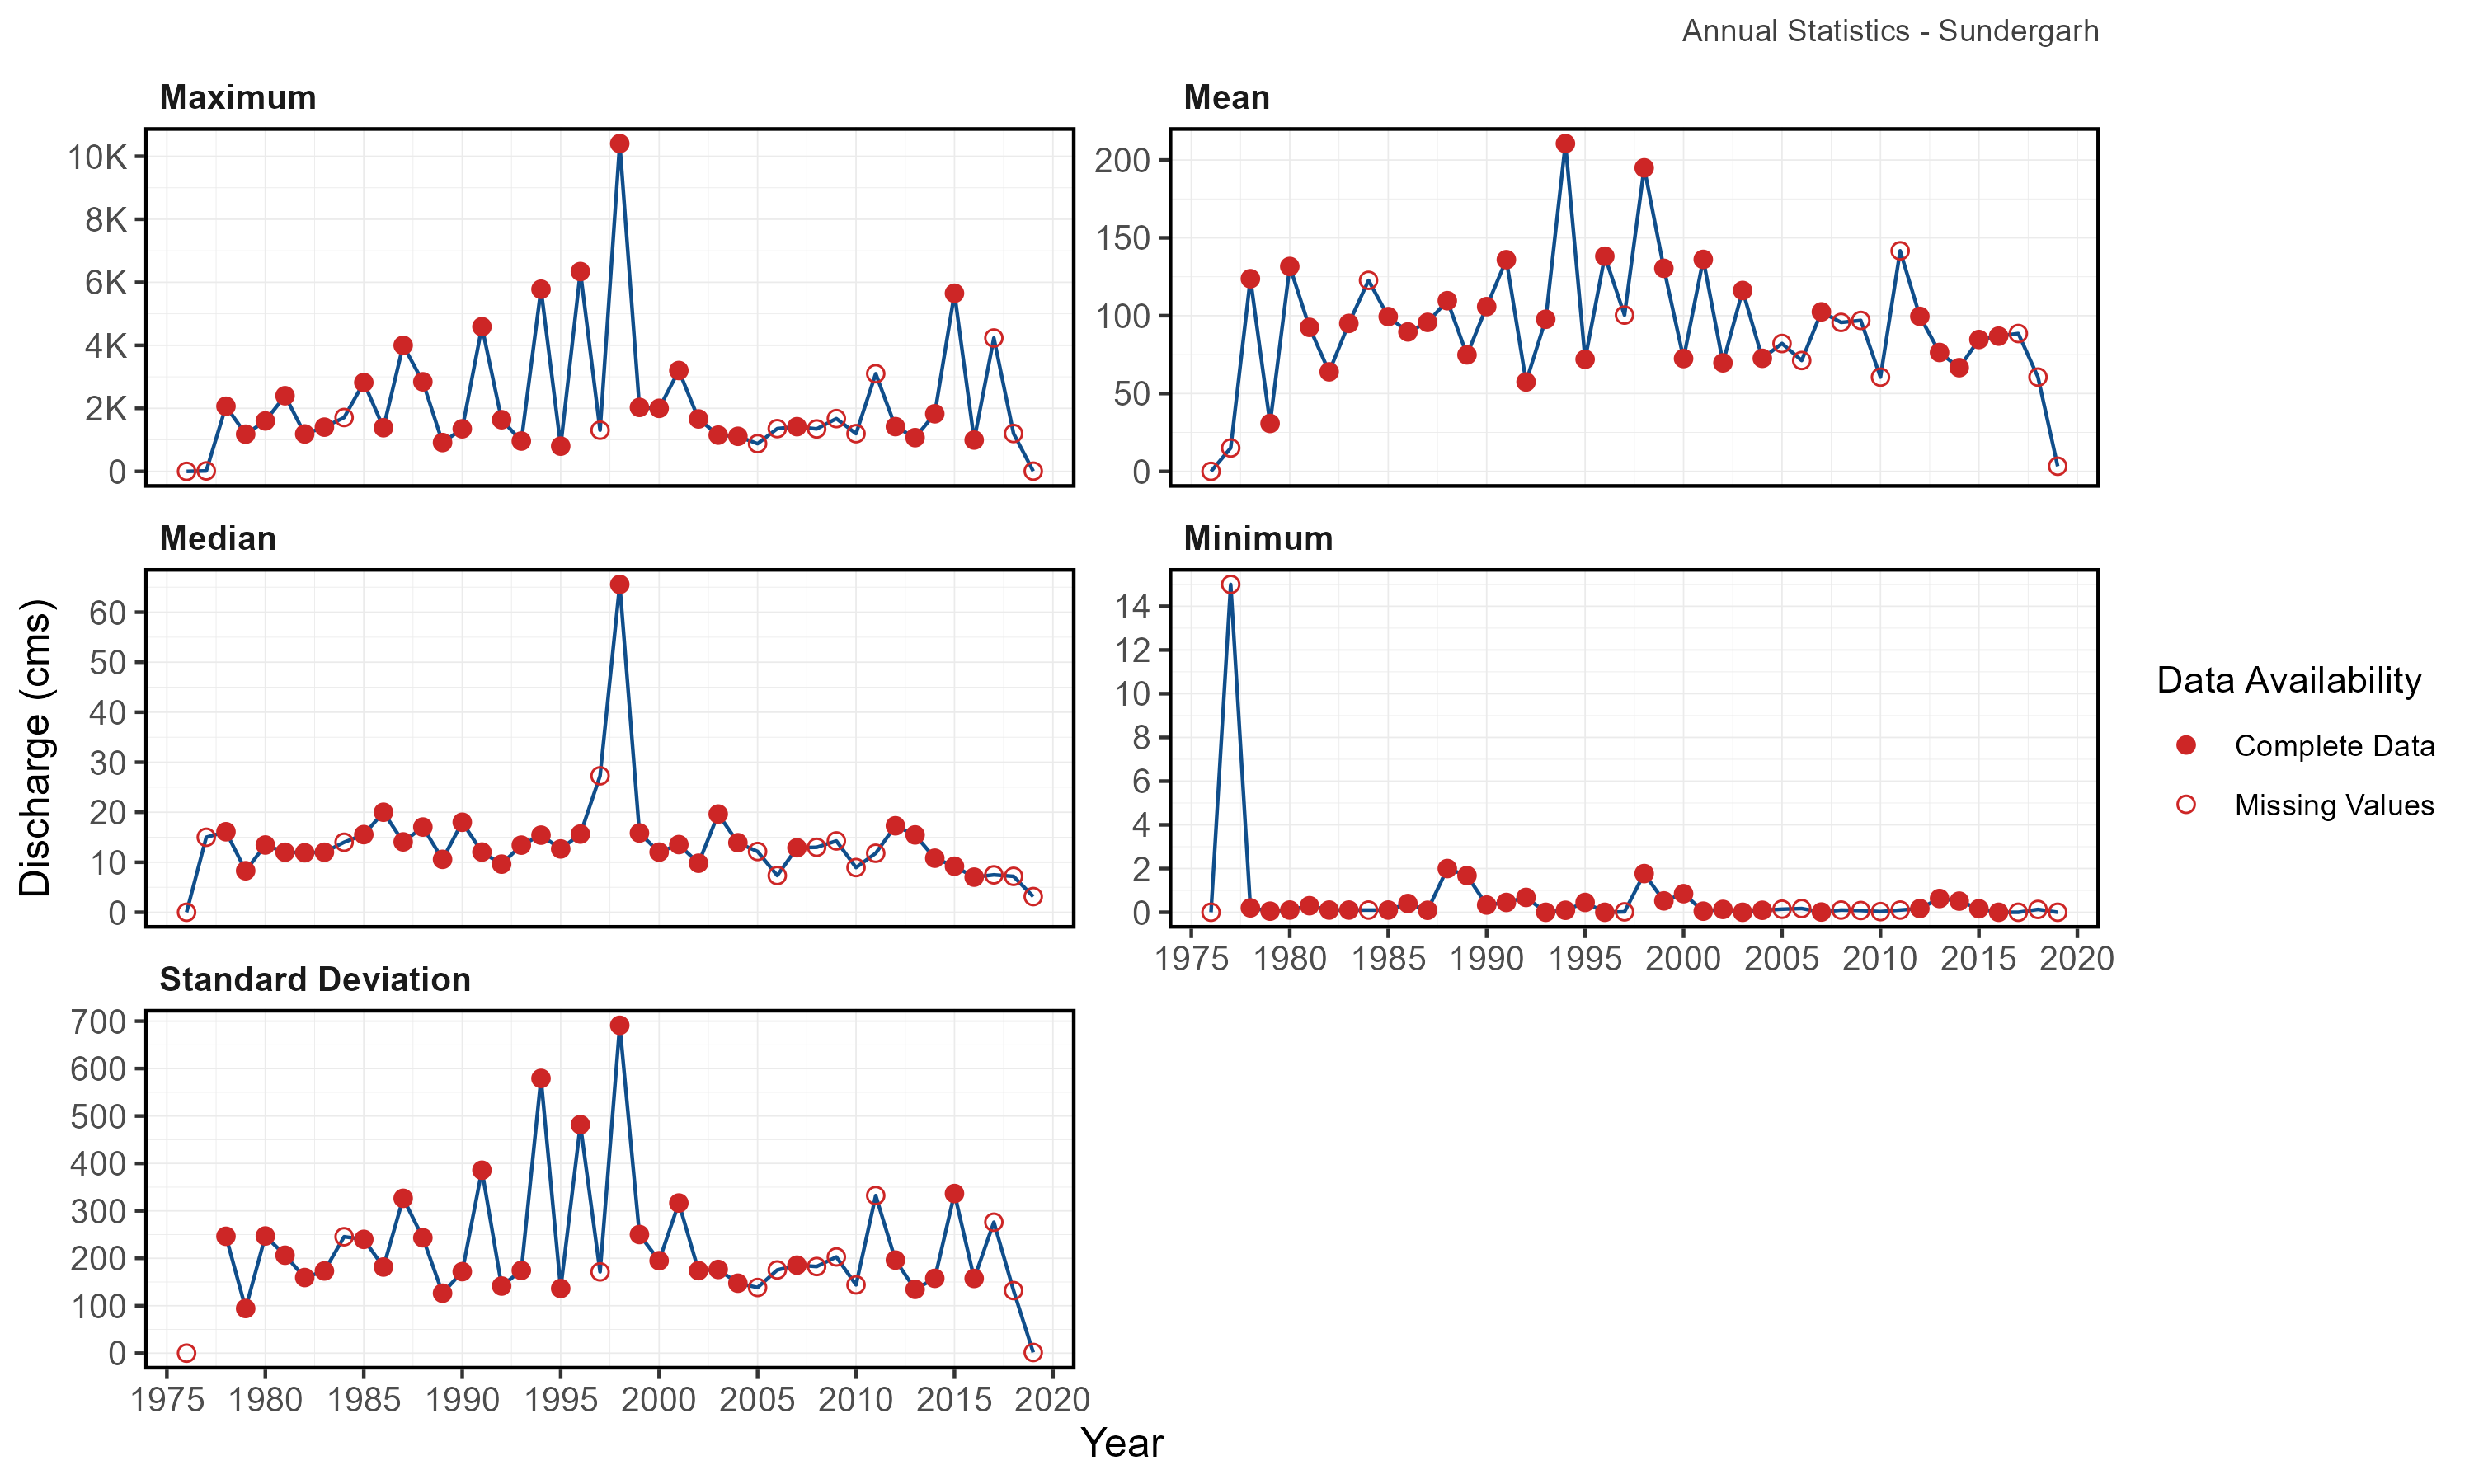 Annual Statistics - Sundergarh
Maximum
10K
8K
6K
4K
2K
0
Mean
200
150
100
50
0
Median
60
50
40
30
20
10
0
Minimum
14
12
10
8
6
4
2
0
1975 1980 1985 1990 1995 2000 2005 2010 2015 2020
Standard Deviation
700
600
500
400
300
200
100
0
1975 1980 1985 1990 1995 2000 2005 2010 2015 2020
Discharge (cms)
Year
Data Availability
Complete Data
Missing Values